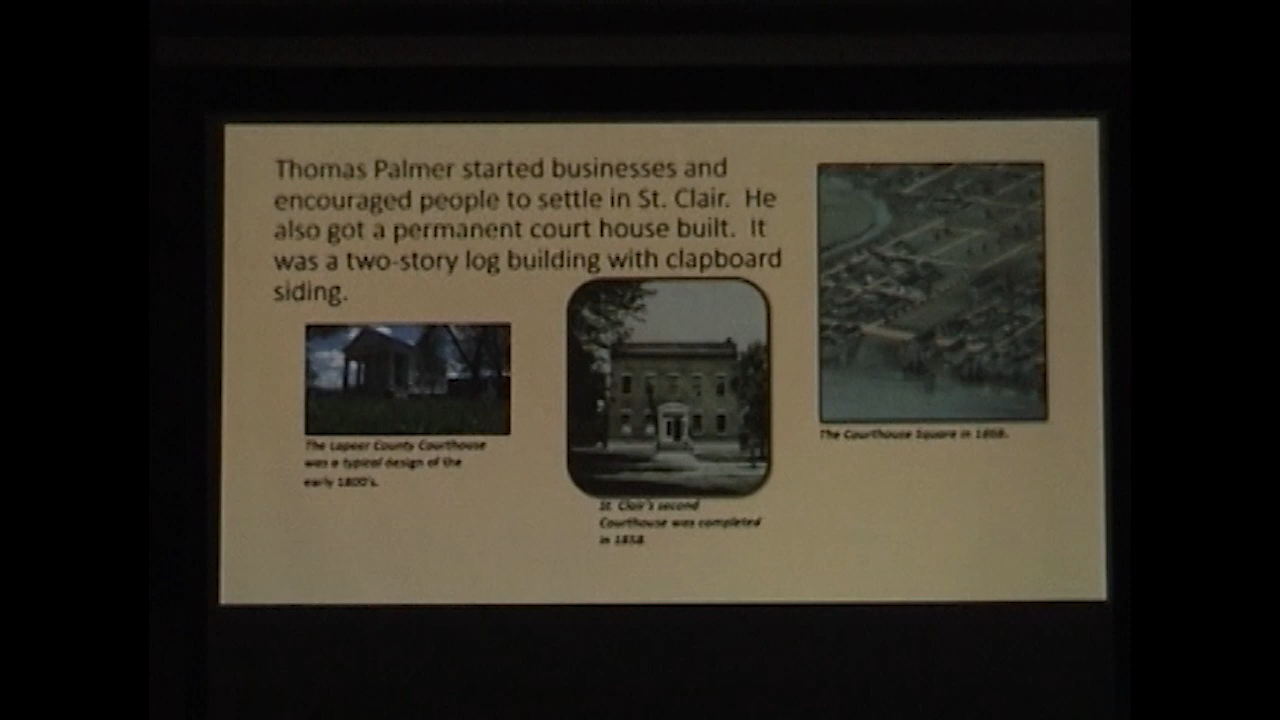 Thomas Palmer started businesses and
encouraged people to settle in St. Clair. He
also got a permanent court house built. It
was a two-story log building with clapboard
siding.
The Lapeer County Courthouse
was a typical design of the
early 1800's.
St. Clair's second
Courthouse was completed
in 1858.
The Courthouse Square in 1868.